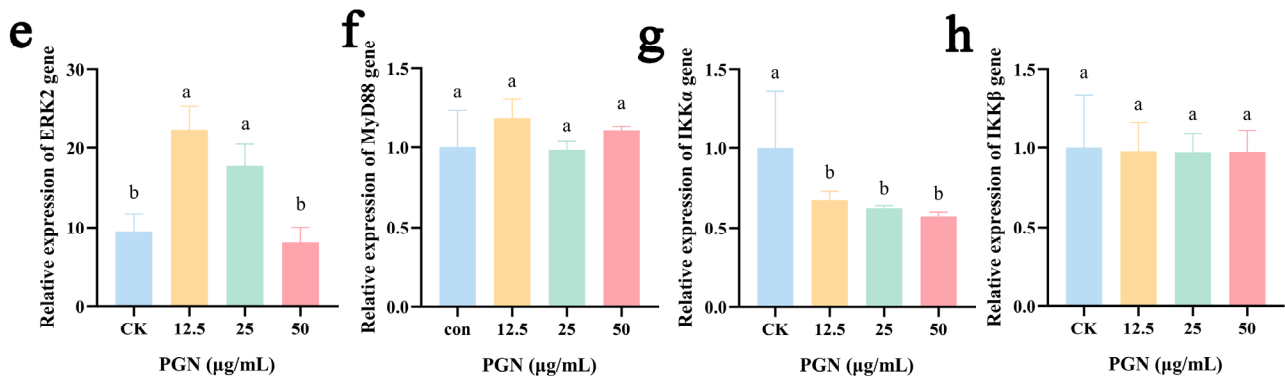 e
Relative expression of ERK2 gene
30
20
10
0
b
a
a
b
CK 12.5 25 50
PGN (μg/mL)
f
Relative expression of MyD88 gene
1.5
1.0
0.5
0.0
a
a
a
a
con 12.5 25 50
PGN (μg/mL)
g
Relative expression of IKKα gene
1.5
1.0
0.5
0.0
a
b
b
b
CK 12.5 25 50
PGN (μg/mL)
h
Relative expression of IKKβ gene
1.5
1.0
0.5
0.0
a
a
a
a
CK 12.5 25 50
PGN (μg/mL)